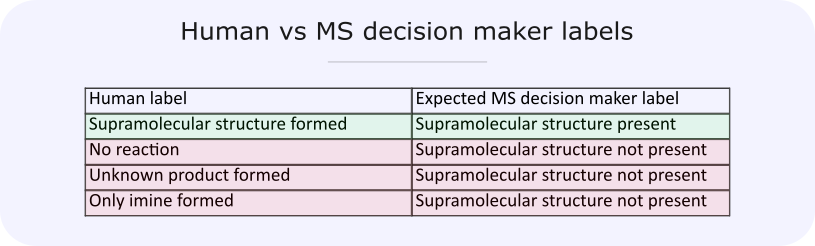 Human vs MS decision maker labels
Human label Expected MS decision maker label
Supramolecular structure formed Supramolecular structure present
No reaction Supramolecular structure not present
Unknown product formed Supramolecular structure not present
Only imine formed Supramolecular structure not present